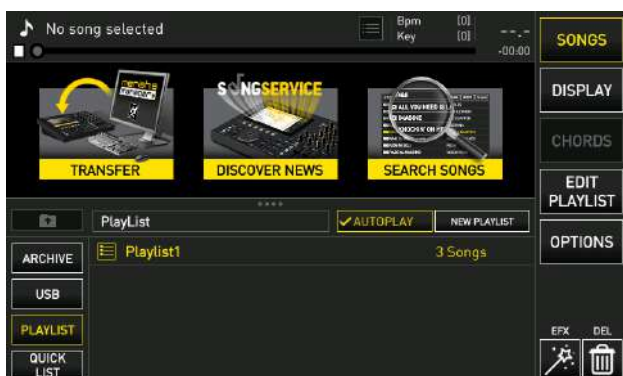 No song selected
Bpm [0]
Key [0]
--.-
-00:00
SONGS
DISPLAY
CHORDS
EDIT
PLAYLIST
OPTIONS
SONGSERVICE
TRANSFER
DISCOVER NEWS
SEARCH SONGS
PlayList
✓AUTOPLAY
NEW PLAYLIST
ARCHIVE
USB
PLAYLIST
QUICK
LIST
Playlist1
3 Songs
EFX DEL